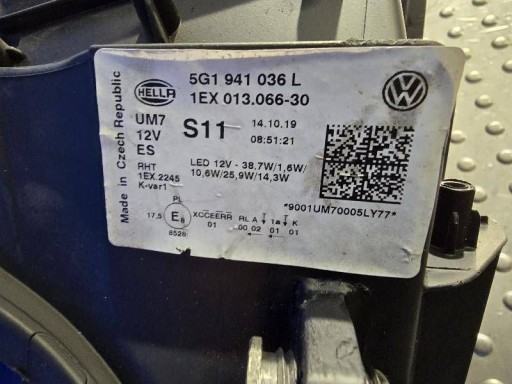 Made in Czech Republic
HELLA
5G1 941 036 L
1EX 013.066-30
UM7
12V
ES
S11
14.10.19
08:51:21
RHT
1EX.2245
K-var1
LED 12V - 38,7W/1,6W/
10,6W/25,9W/14,3W
*9001UM70005LY77*
PL
17,5 E8 XCCEERR RL A 1a K
01 00 02 01 01
8528